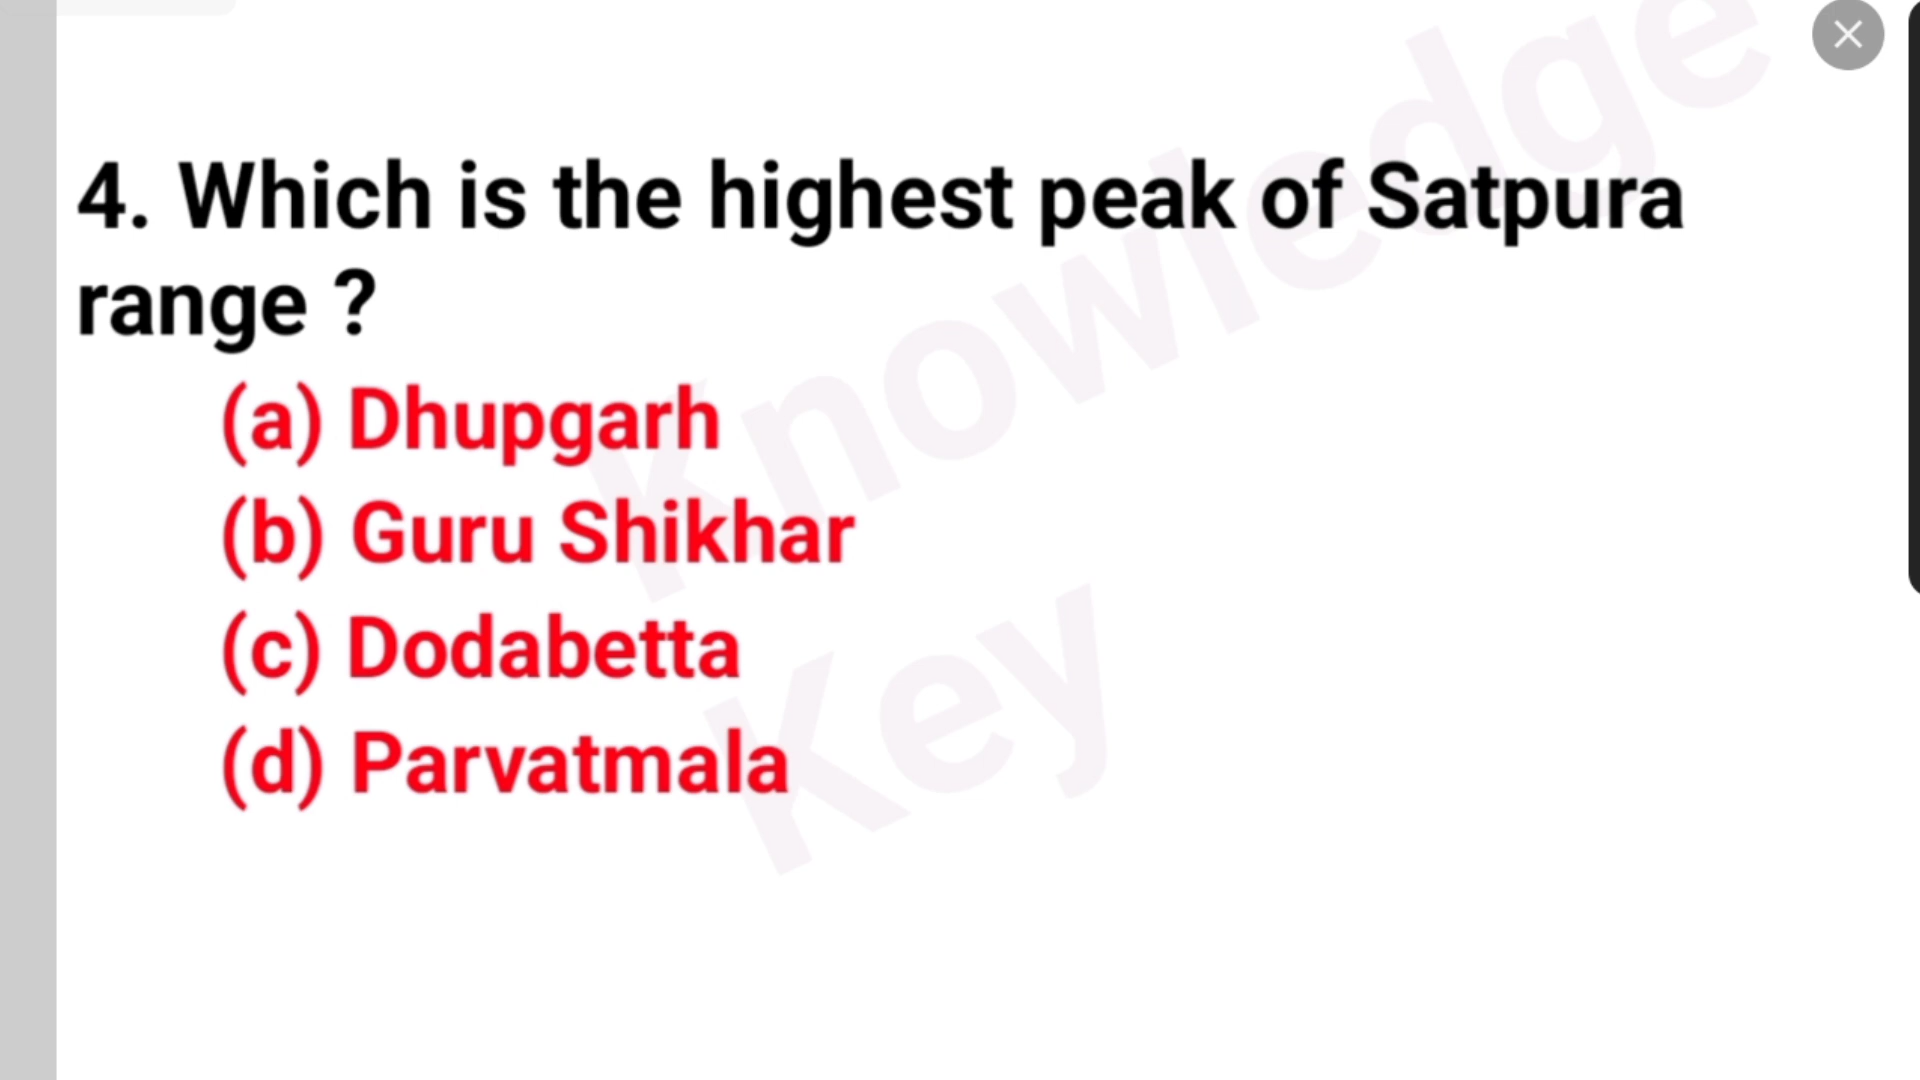 4. Which is the highest peak of Satpura
range ?
(a) Dhupgarh
(b) Guru Shikhar
(c) Dodabetta
(d) Parvatmala
Knowledge
Key